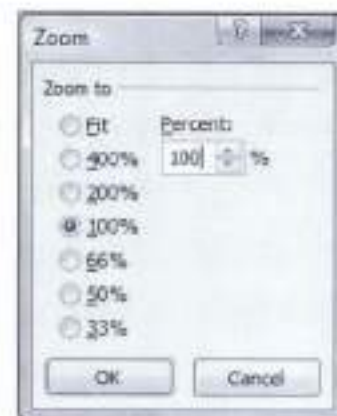 Zoom
Zoom to
Fit
Percent:
400%
100 %
200%
100%
66%
50%
33%
OK
Cancel